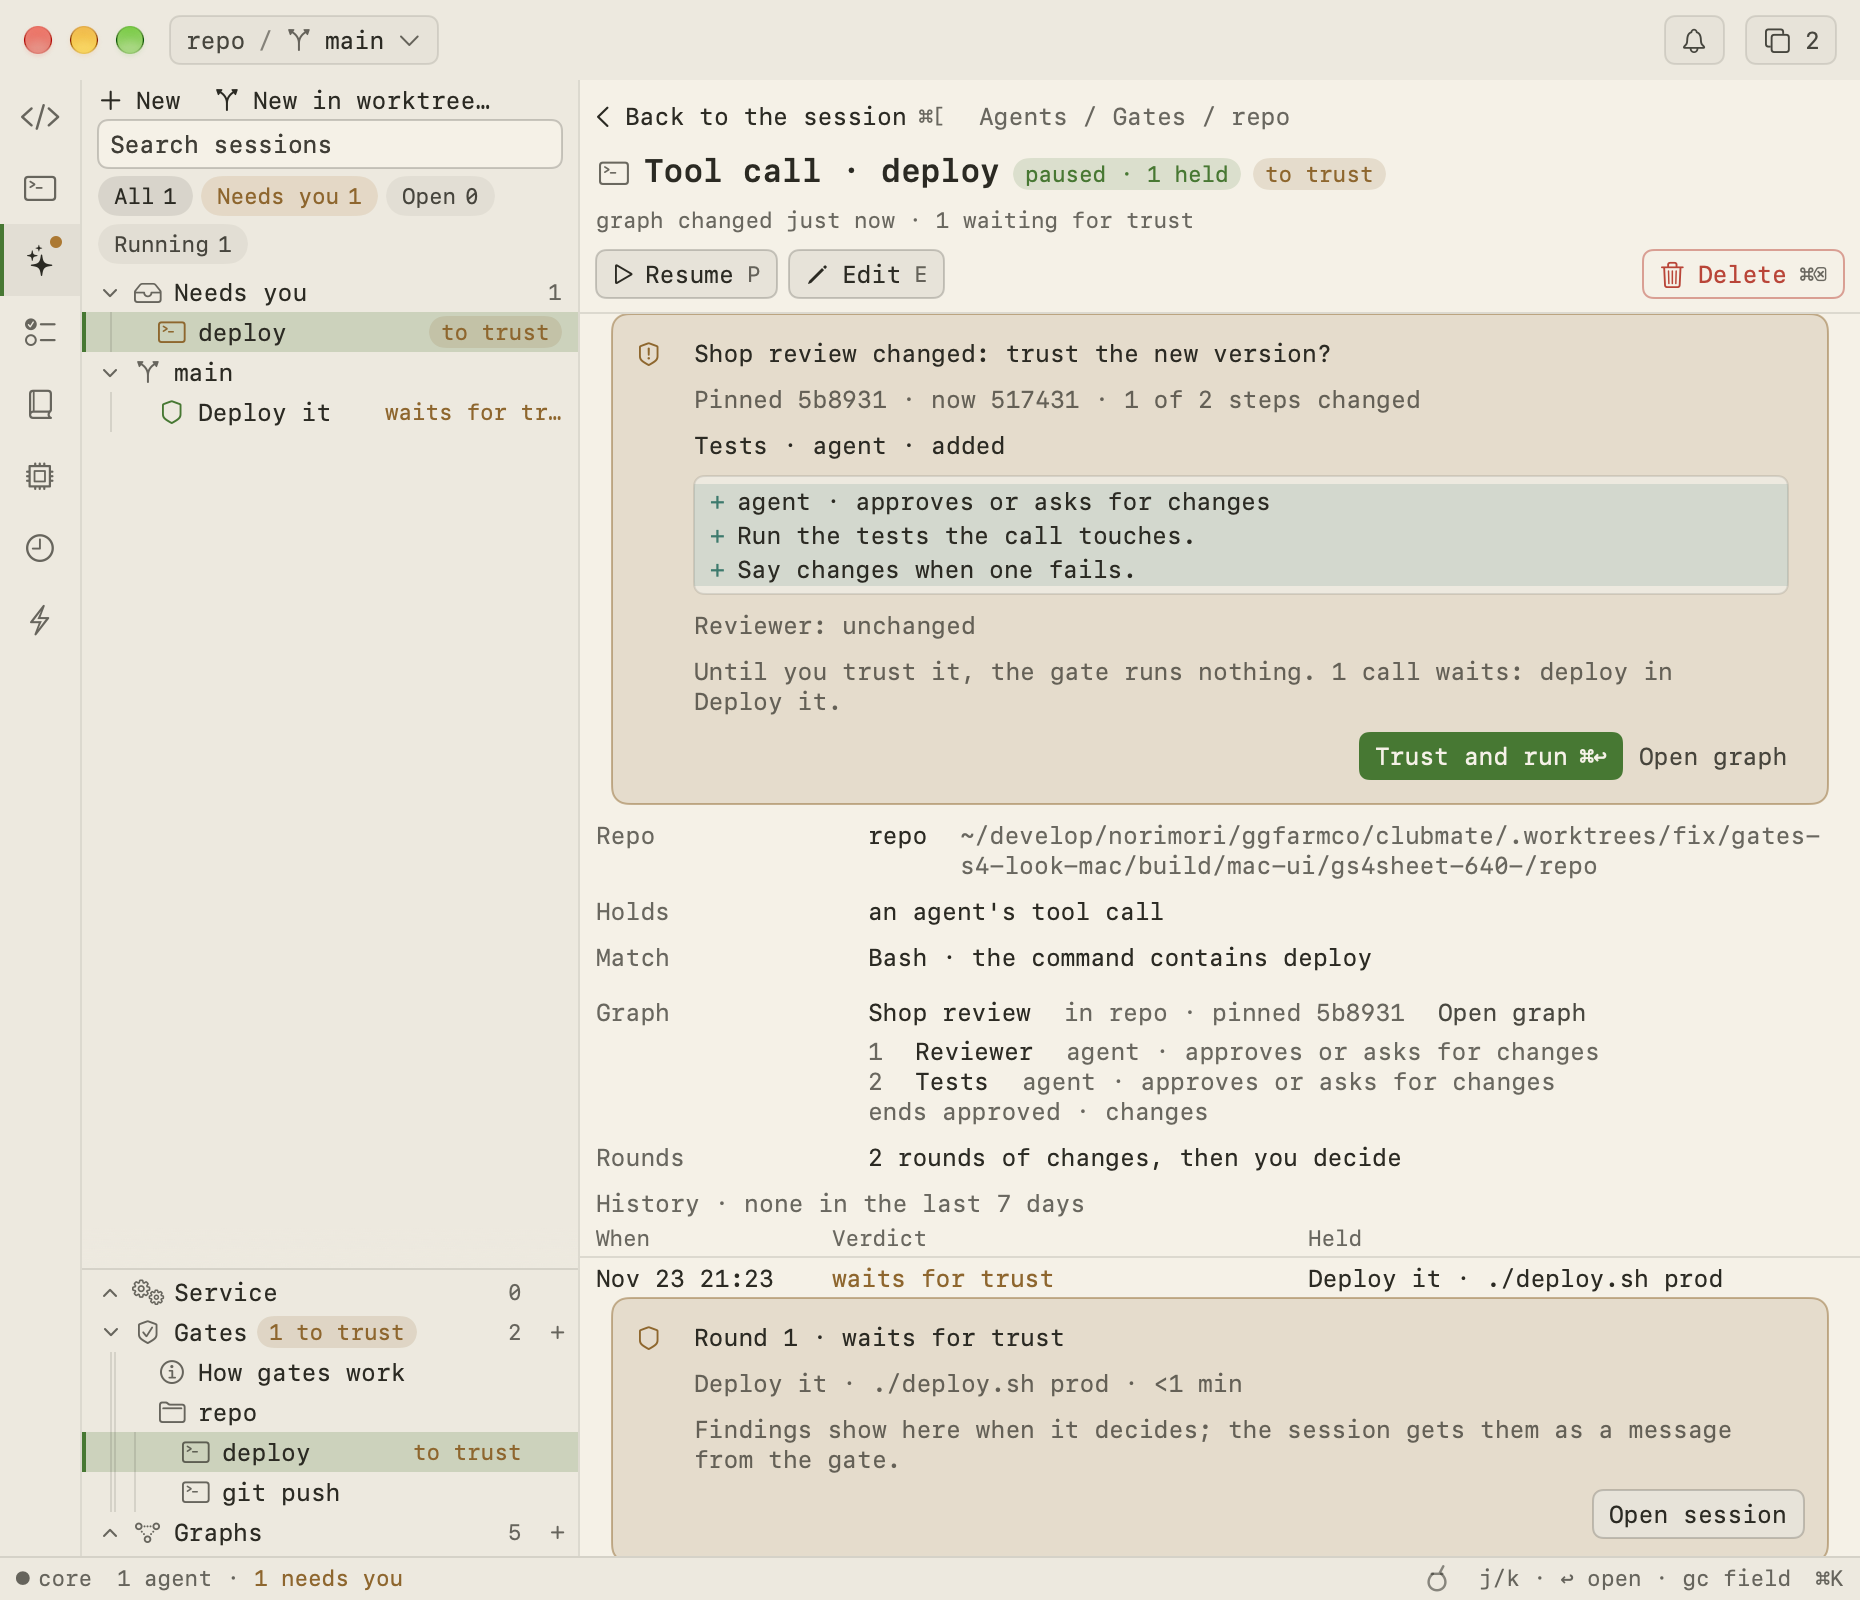 repo / main
2
New New in worktree…
Search sessions
All 1 Needs you 1 Open 0
Running 1
Needs you 1
deploy to trust
main
Deploy it waits for tr…
Service 0
Gates 1 to trust 2 +
How gates work
repo
deploy to trust
git push
Graphs 5 +
Back to the session ⌘[ Agents / Gates / repo
Tool call · deploy paused · 1 held to trust
graph changed just now · 1 waiting for trust
Resume P Edit E Delete ⌘⌫
Shop review changed: trust the new version?
Pinned 5b8931 · now 517431 · 1 of 2 steps changed
Tests · agent · added
+ agent · approves or asks for changes
+ Run the tests the call touches.
+ Say changes when one fails.
Reviewer: unchanged
Until you trust it, the gate runs nothing. 1 call waits: deploy in
Deploy it.
Trust and run ⌘↩ Open graph
Repo repo ~/develop/norimori/ggfarmco/clubmate/.worktrees/fix/gates-
s4-look-mac/build/mac-ui/gs4sheet-640-/repo
Holds an agent's tool call
Match Bash · the command contains deploy
Graph Shop review in repo · pinned 5b8931 Open graph
1 Reviewer agent · approves or asks for changes
2 Tests agent · approves or asks for changes
ends approved · changes
Rounds 2 rounds of changes, then you decide
History · none in the last 7 days
When Verdict Held
Nov 23 21:23 waits for trust Deploy it · ./deploy.sh prod
Round 1 · waits for trust
Deploy it · ./deploy.sh prod · <1 min
Findings show here when it decides; the session gets them as a message
from the gate.
Open session
core 1 agent · 1 needs you
j/k · ↩ open · gc field ⌘K